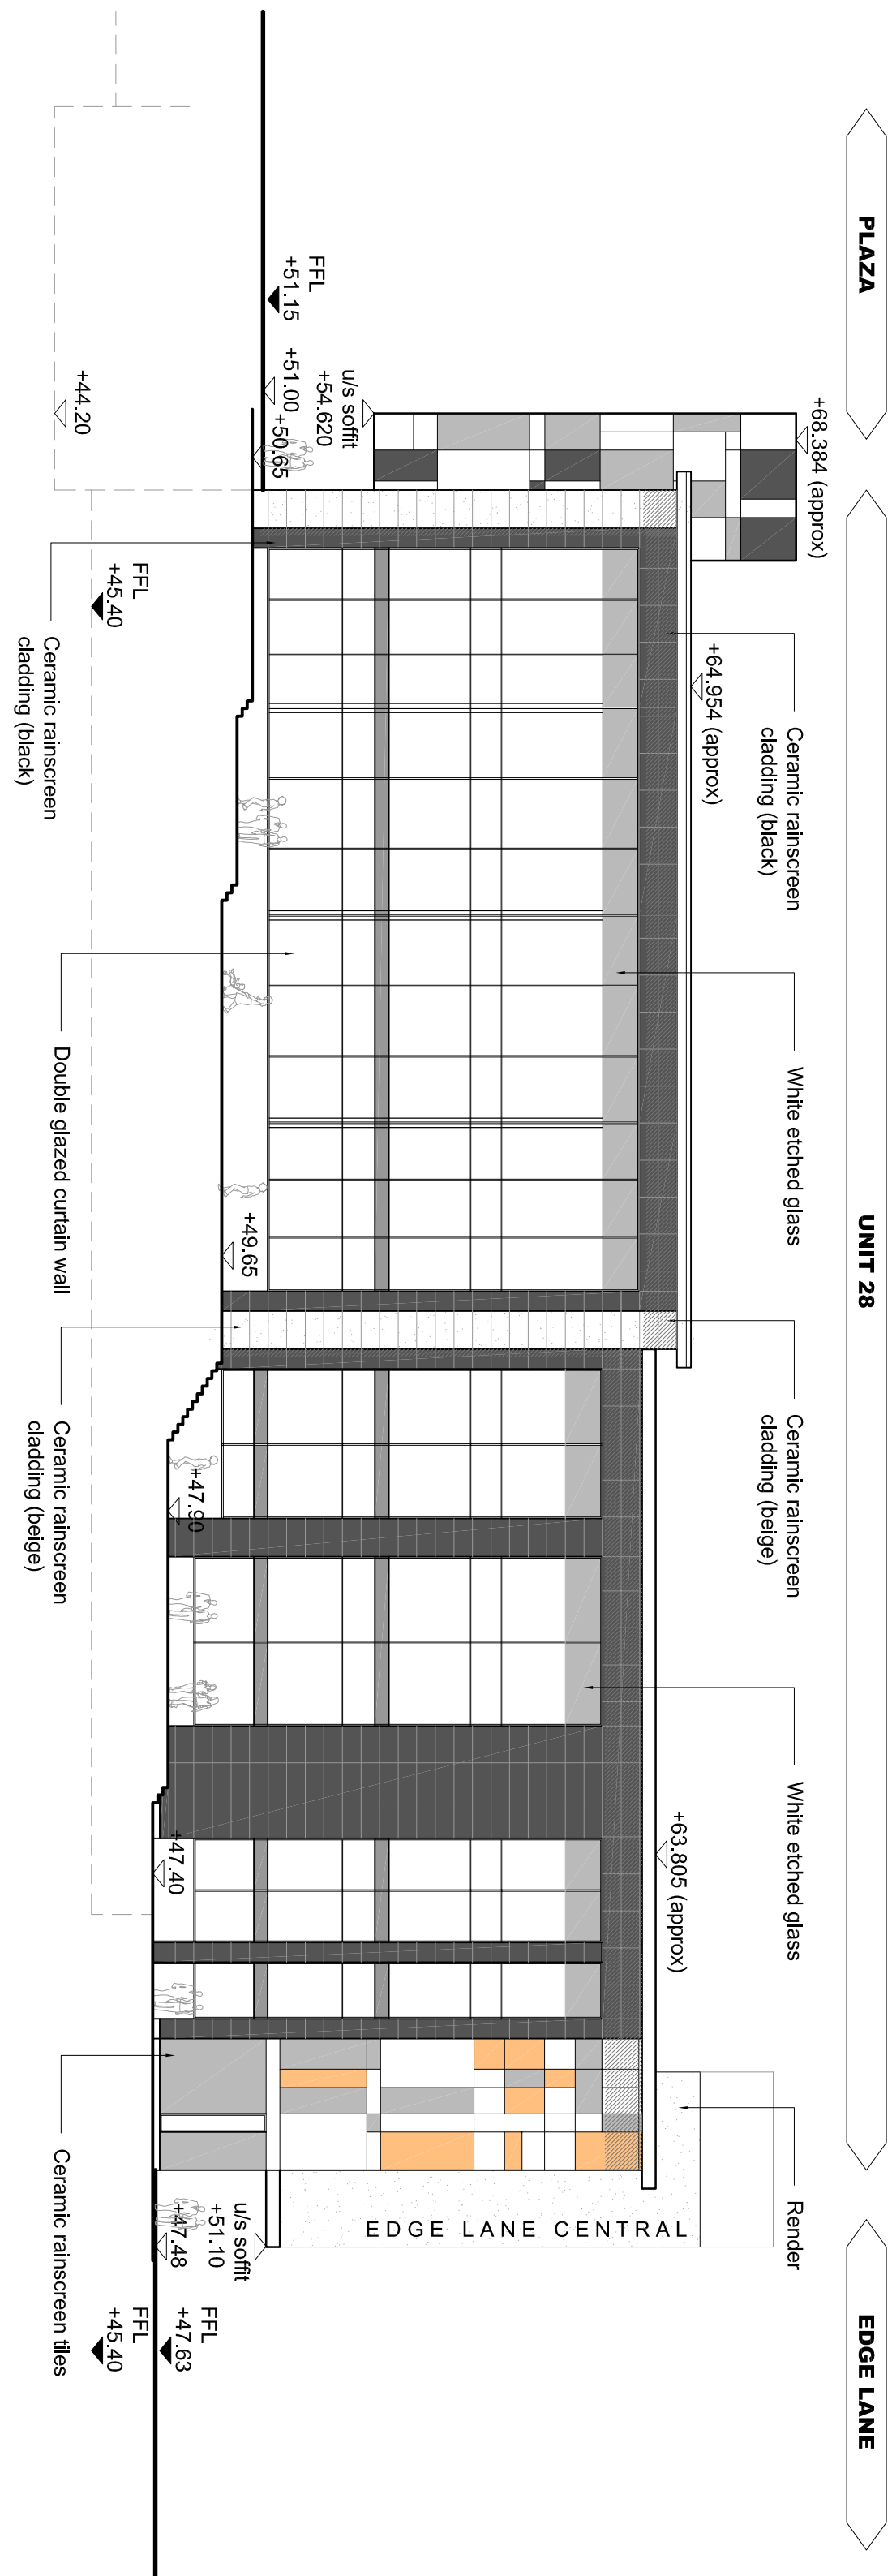 PLAZA
UNIT 28
EDGE LANE
+68.384 (approx)
Ceramic rainscreen
cladding (black)
White etched glass
Ceramic rainscreen
cladding (beige)
White etched glass
Render
+64.954 (approx)
+63.805 (approx)
u/s soffit
+54.620
FFL
+51.15
+51.00
+50.65
+44.20
FFL
+45.40
+49.65
+47.90
+47.40
EDGE LANE CENTRAL
u/s soffit
+51.10
+47.48
FFL
+47.63
FFL
+45.40
Ceramic rainscreen
cladding (black)
Double glazed curtain wall
Ceramic rainscreen
cladding (beige)
Ceramic rainscreen tiles